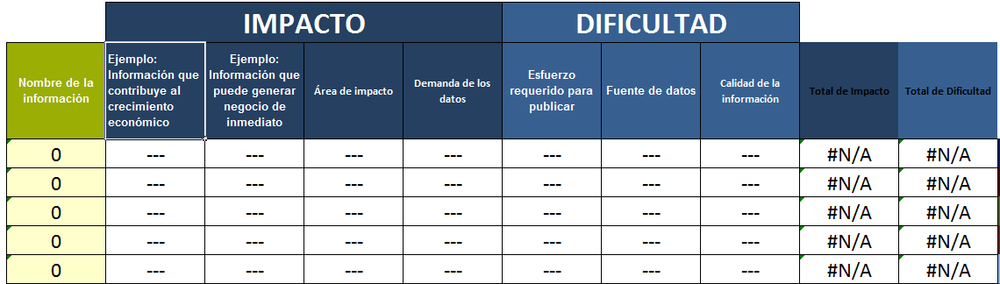 IMPACTO DIFICULTAD
Nombre de la
información
Ejemplo:
Información que
contribuye al
crecimiento
económico
Ejemplo:
Información que
puede generar
negocio de
inmediato
Área de impacto
Demanda de los
datos
Esfuerzo
requerido para
publicar
Fuente de datos
Calidad de la
información
Total de Impacto
Total de Dificultad
0 --- --- --- --- --- --- --- #N/A #N/A
0 --- --- --- --- --- --- --- #N/A #N/A
0 --- --- --- --- --- --- --- #N/A #N/A
0 --- --- --- --- --- --- --- #N/A #N/A
0 --- --- --- --- --- --- --- #N/A #N/A